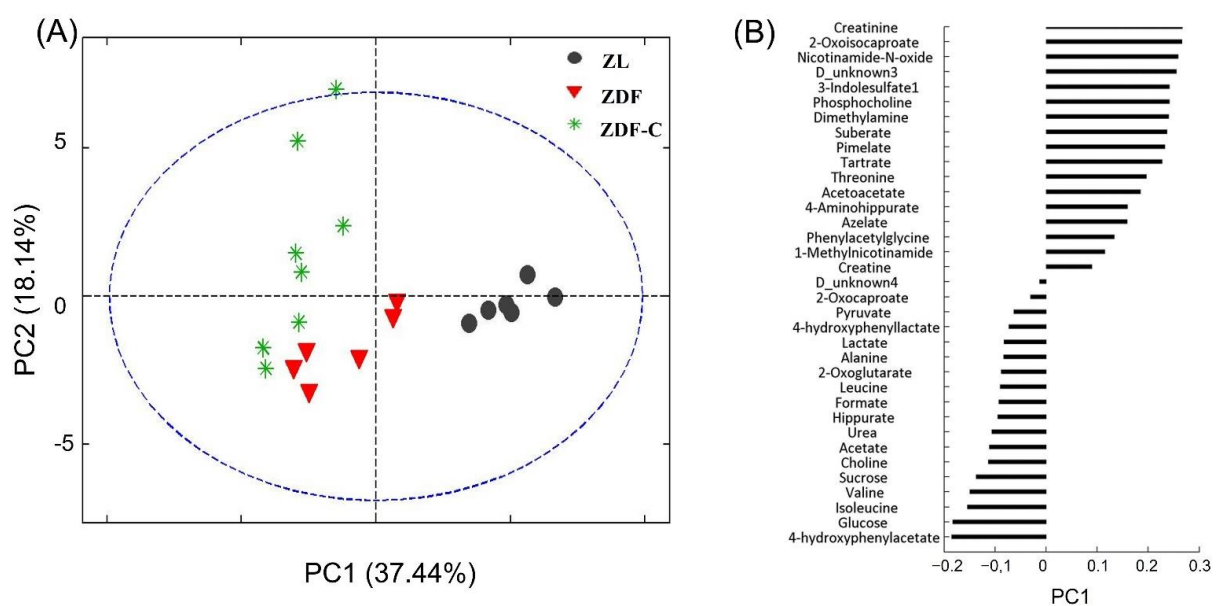 (A)
ZL
ZDF
ZDF-C
5
0
-5
PC2 (18.14%)
PC1 (37.44%)
(B)
Creatinine
2-Oxoisocaproate
Nicotinamide-N-oxide
D_unknown3
3-Indolesulfate1
Phosphocholine
Dimethylamine
Suberate
Pimelate
Tartrate
Threonine
Acetoacetate
4-Aminohippurate
Azelate
Phenylacetylglycine
1-Methylnicotinamide
Creatine
D_unknown4
2-Oxocaproate
Pyruvate
4-hydroxyphenyllactate
Lactate
Alanine
2-Oxoglutarate
Leucine
Formate
Hippurate
Urea
Acetate
Choline
Sucrose
Valine
Isoleucine
Glucose
4-hydroxyphenylacetate
−0.2 −0,1 0 0.1 0.2 0.3
PC1